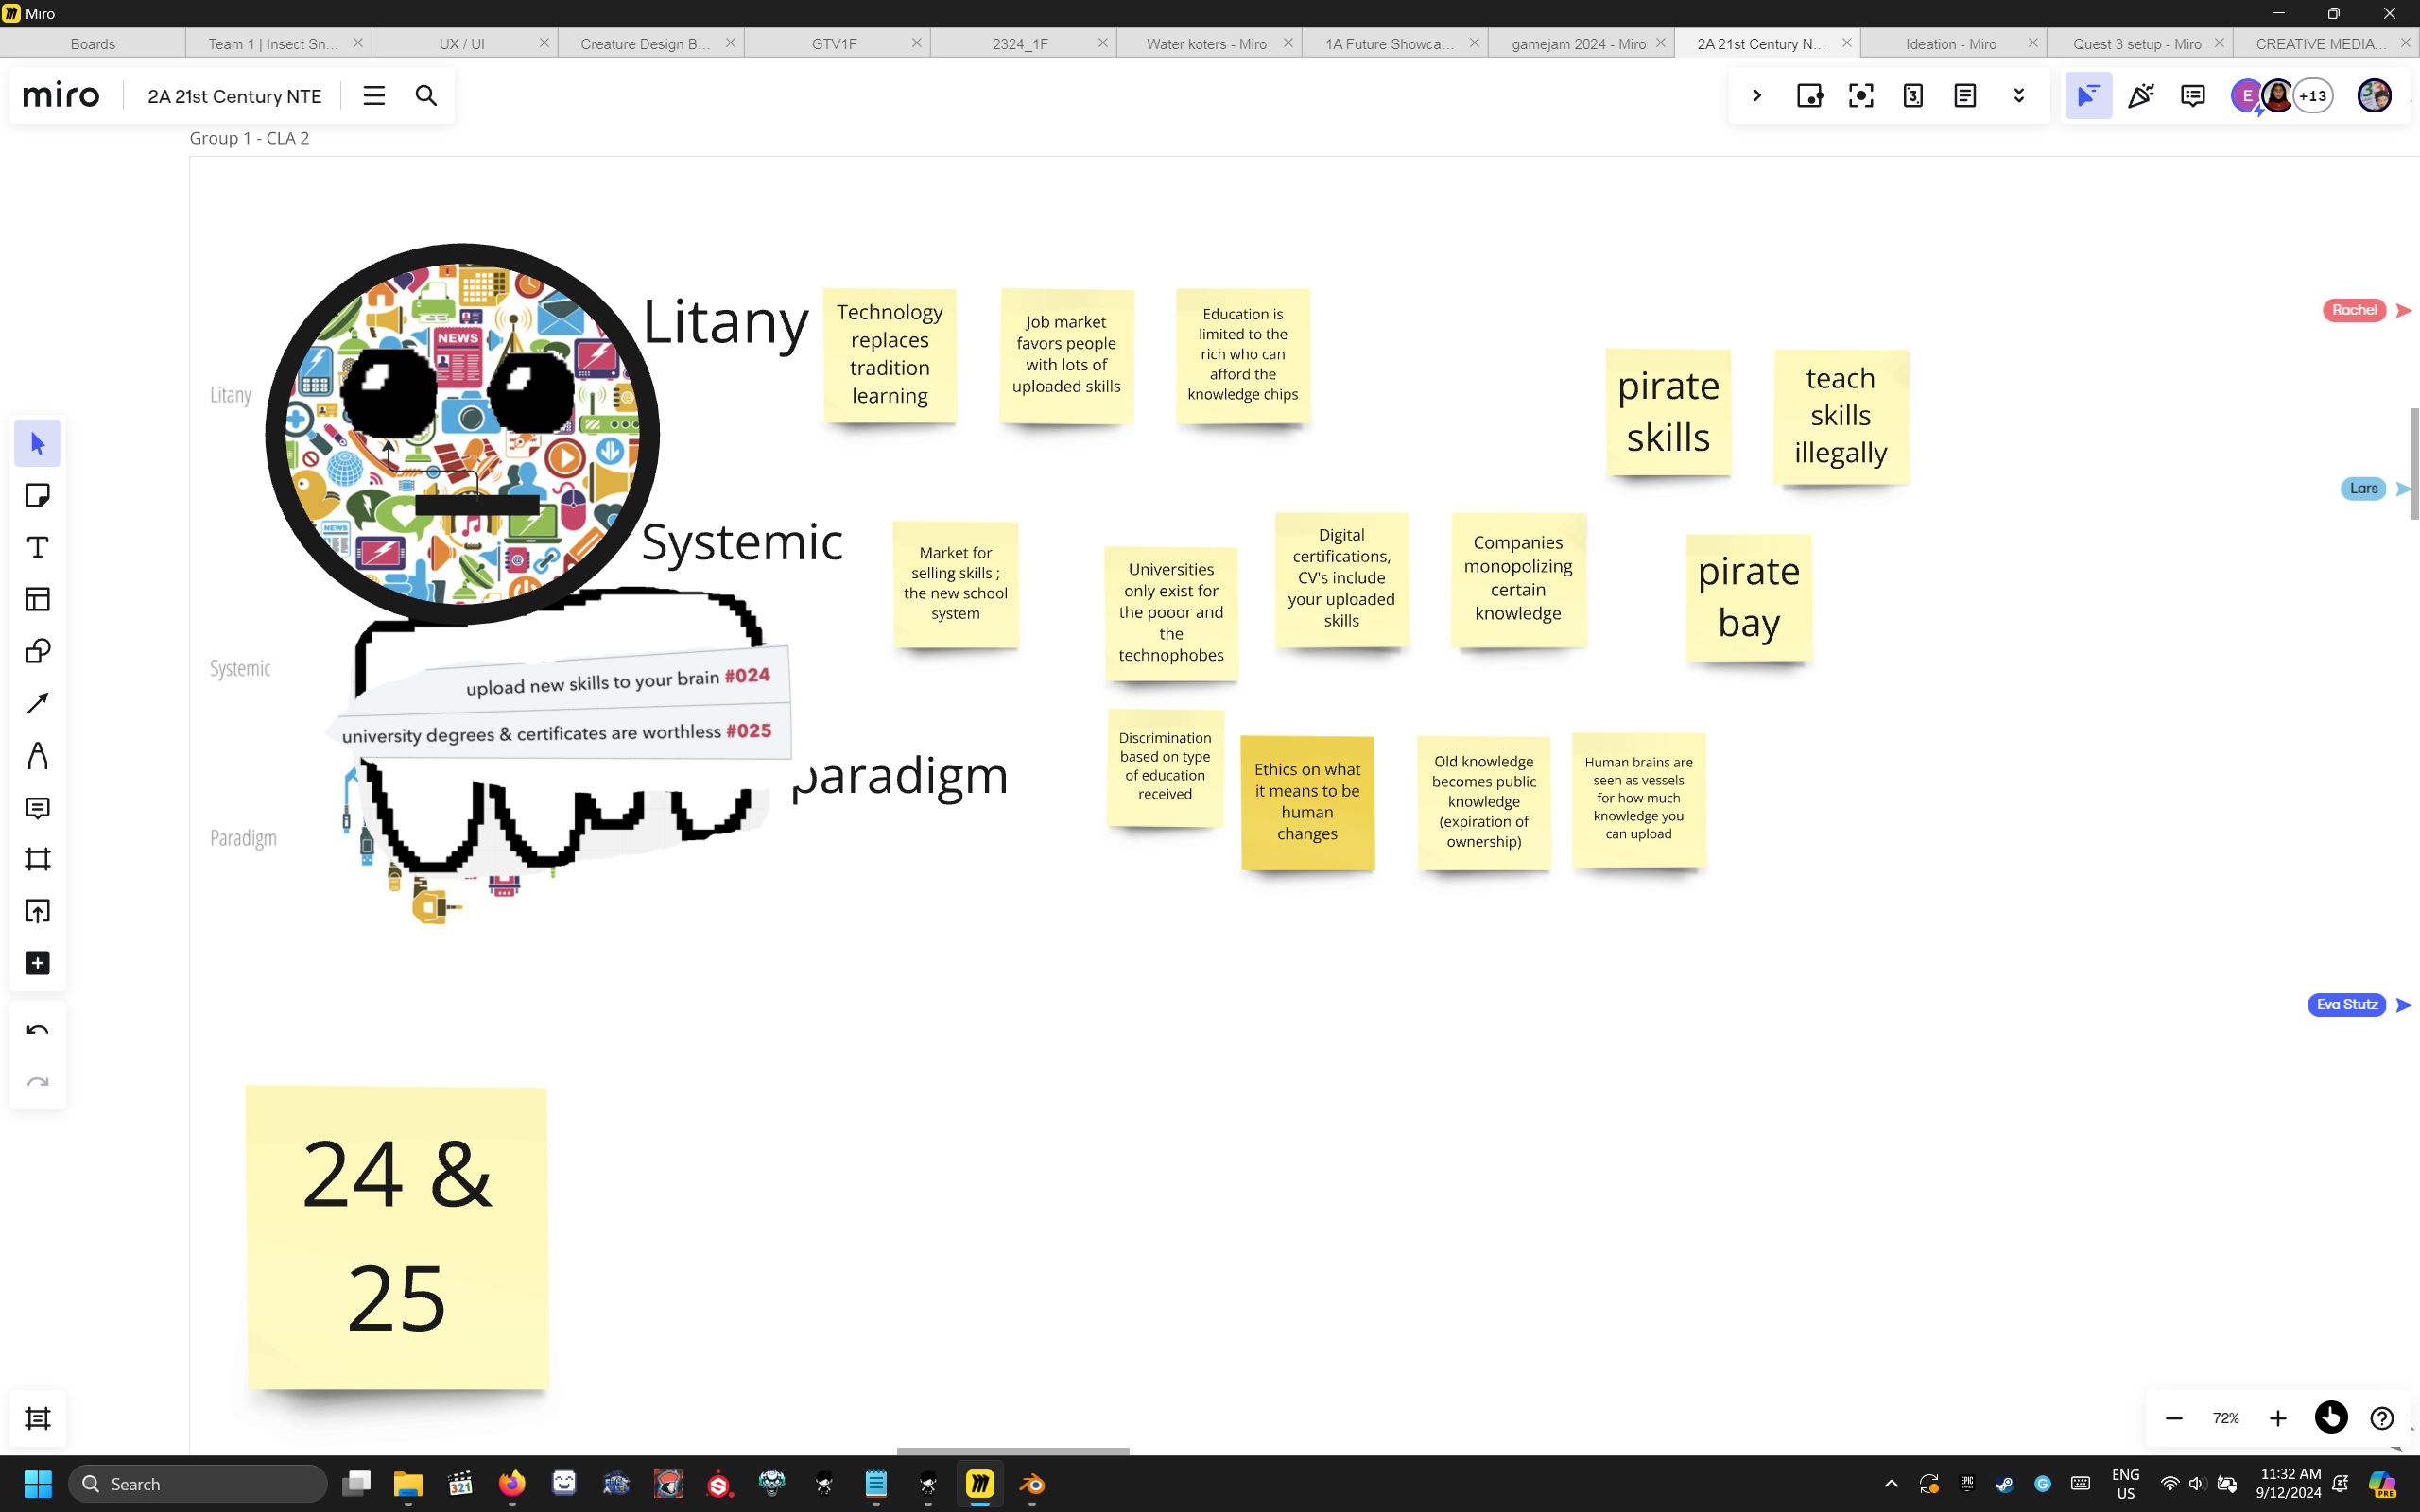 Miro
Boards
Team 1 | Insect Sn...
UX / UI
Creature Design B...
GTV1F
2324_1F
Water koters - Miro
1A Future Showca...
gamejam 2024 - Miro
2A 21st Century N...
Ideation - Miro
Quest 3 setup - Miro
CREATIVE MEDIA...
miro
2A 21st Century NTE
3
E
+13
Group 1 - CLA 2
Litany
Systemic
Paradigm
NEWS
NEWS
Litany
Technology
replaces
tradition
learning
Job market
favors people
with lots of
uploaded skills
Education is
limited to the
rich who can
afford the
knowledge chips
pirate
skills
teach
skills
illegally
Rachel
Lars
Systemic
Market for
selling skills ;
the new school
system
Universities
only exist for
the pooor and
the
technophobes
Digital
certifications,
CV's include
your uploaded
skills
Companies
monopolizing
certain
knowledge
pirate
bay
upload new skills to your brain #024
university degrees & certificates are worthless #025
paradigm
Discrimination
based on type
of education
received
Ethics on what
it means to be
human
changes
Old knowledge
becomes public
knowledge
(expiration of
ownership)
Human brains are
seen as vessels
for how much
knowledge you
can upload
Eva Stutz
24 &
25
72%
Search
321
ENG
US
11:32 AM
9/12/2024
PRE